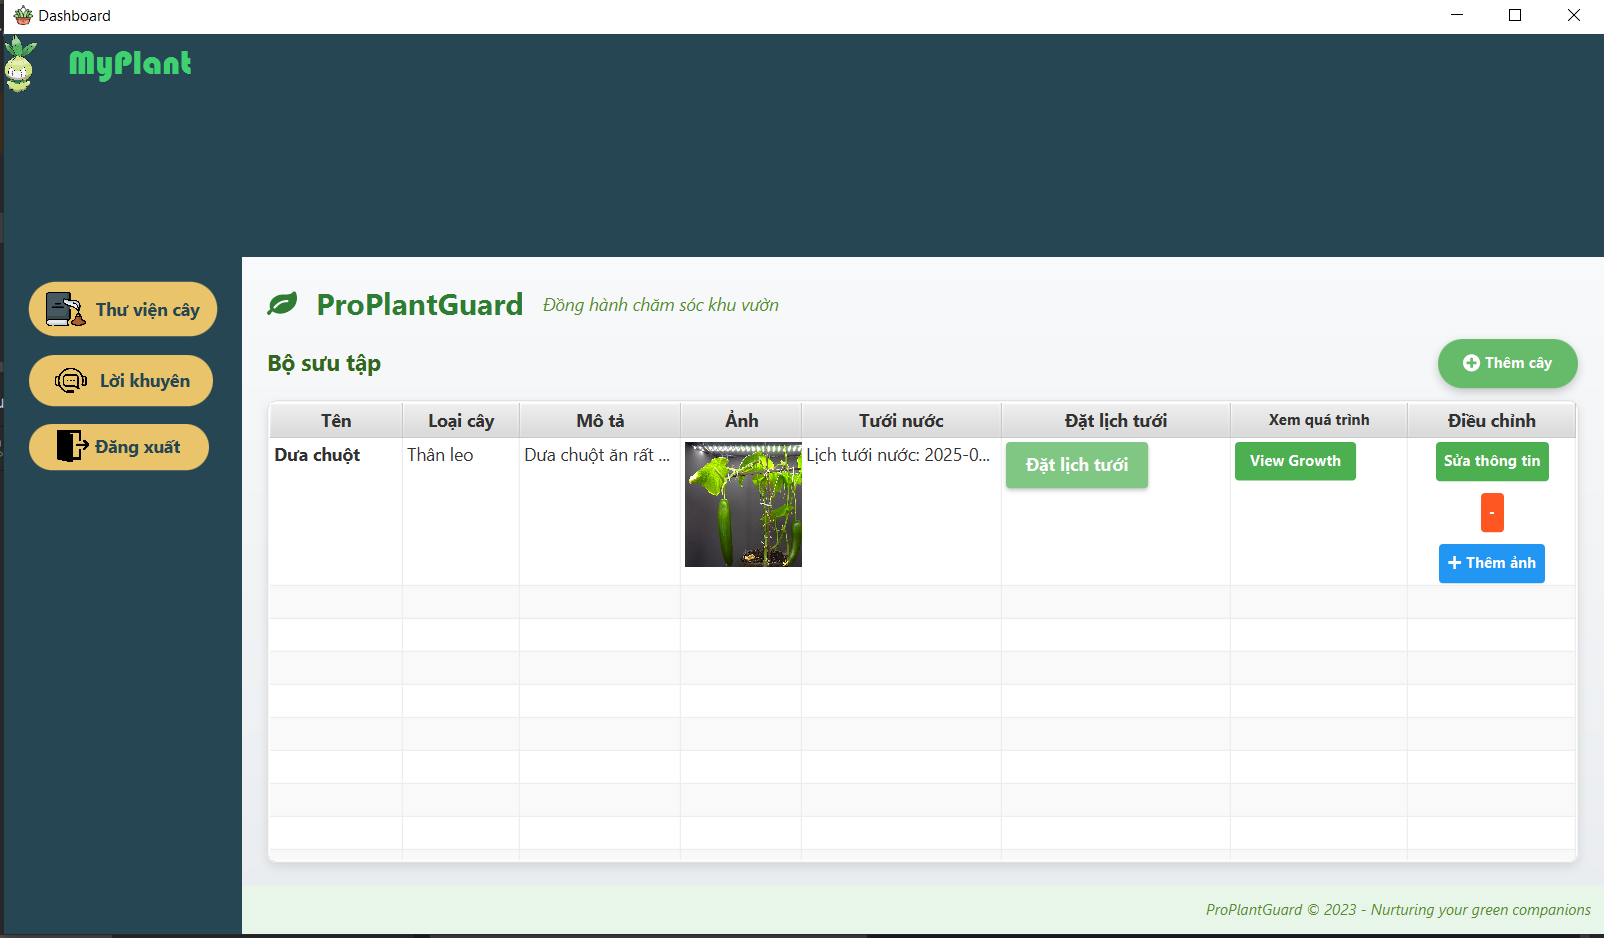 Dashboard
MyPlant
Thư viện cây
Lời khuyên
Đăng xuất
ProPlantGuard Đồng hành chăm sóc khu vườn
Bộ sưu tập
Thêm cây
Tên Loại cây Mô tả Ảnh Tưới nước Đặt lịch tưới Xem quá trình Điều chỉnh
Dưa chuột Thân leo Dưa chuột ăn rất ... Lịch tưới nước: 2025-0... Đặt lịch tưới View Growth Sửa thông tin
-
+ Thêm ảnh
ProPlantGuard © 2023 - Nurturing your green companions